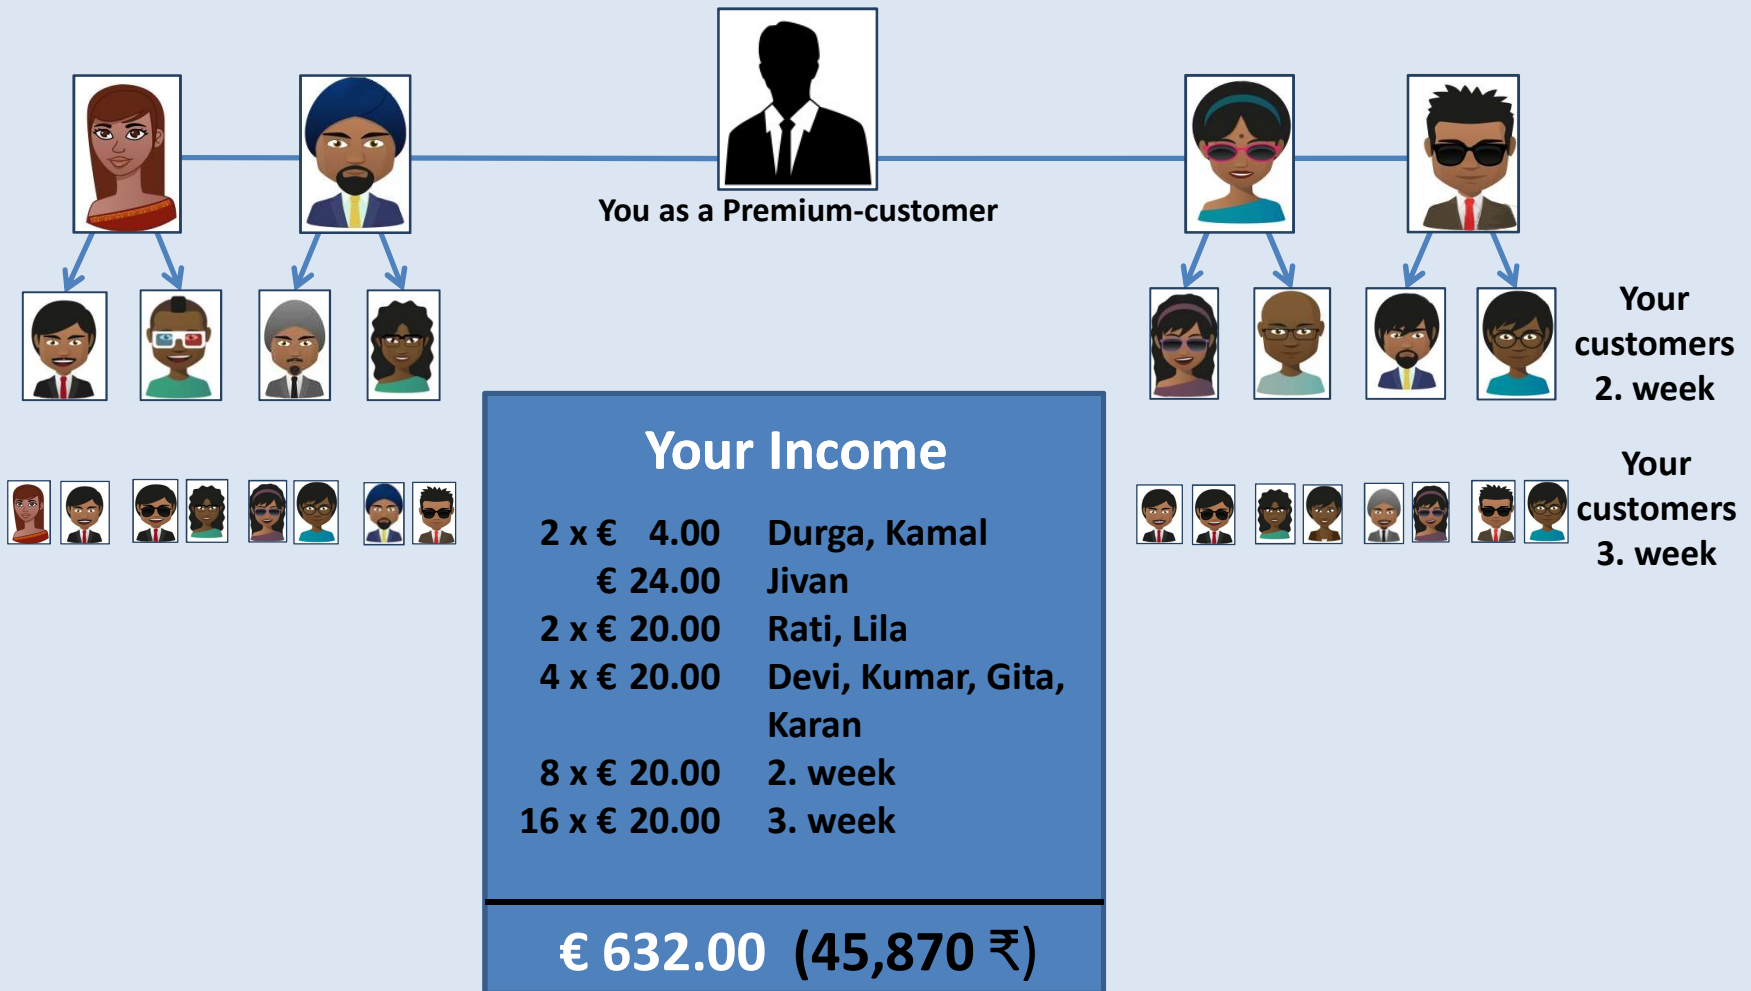 You as a Premium-customer
Your
customers
2. week
Your Income
2 x € 4.00 Durga, Kamal
€ 24.00 Jivan
2 x € 20.00 Rati, Lila
4 x € 20.00 Devi, Kumar, Gita,
Karan
8 x € 20.00 2. week
16 x € 20.00 3. week
€ 632.00 (45,870 ₹)
Your
customers
3. week